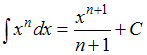 ∫xⁿdx = xⁿ⁺¹/(n+1) + C